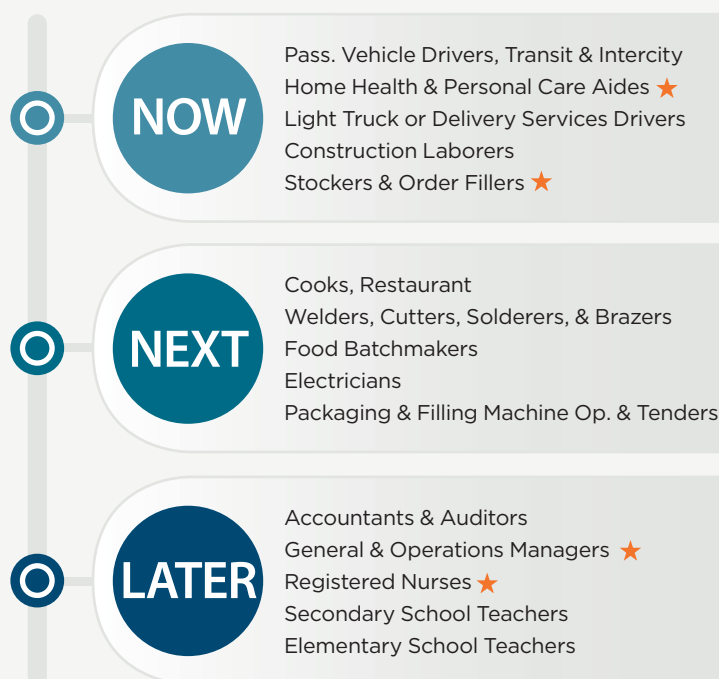 NOW
Pass. Vehicle Drivers, Transit & Intercity
Home Health & Personal Care Aides
Light Truck or Delivery Services Drivers
Construction Laborers
Stockers & Order Fillers
NEXT
Cooks, Restaurant
Welders, Cutters, Solderers, & Brazers
Food Batchmakers
Electricians
Packaging & Filling Machine Op. & Tenders
LATER
Accountants & Auditors
General & Operations Managers
Registered Nurses
Secondary School Teachers
Elementary School Teachers